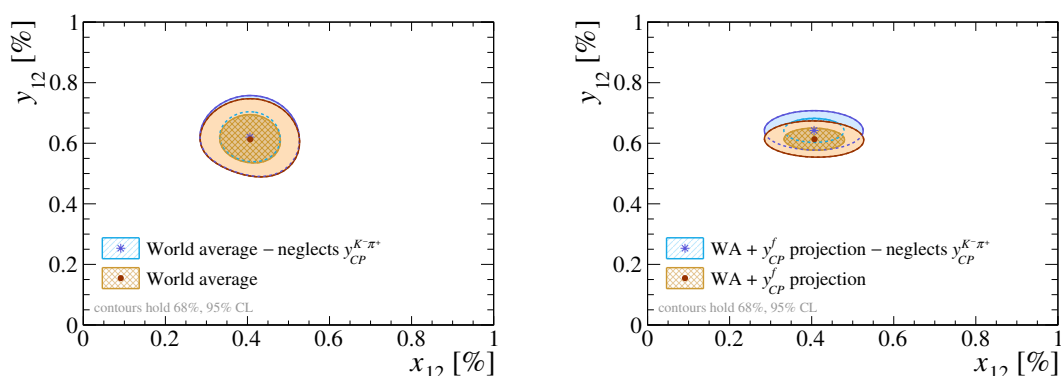 y₁₂ [%]
1
0.8
0.6
0.4
0.2
0
World average − neglects y_CP^{K⁻π⁺}
World average
contours hold 68%, 95% CL
0 0.2 0.4 0.6 0.8 1
x₁₂ [%]
y₁₂ [%]
1
0.8
0.6
0.4
0.2
0
WA + y_CP^f projection − neglects y_CP^{K⁻π⁺}
WA + y_CP^f projection
contours hold 68%, 95% CL
0 0.2 0.4 0.6 0.8 1
x₁₂ [%]